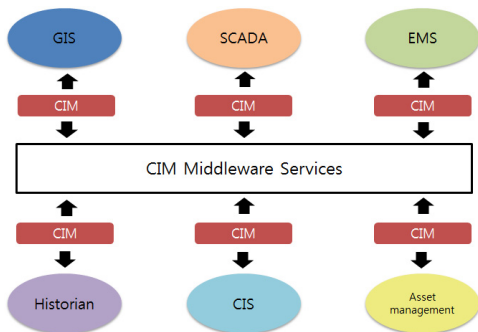 GIS
SCADA
EMS
CIM
CIM
CIM
CIM Middleware Services
CIM
CIM
CIM
Historian
CIS
Asset
management